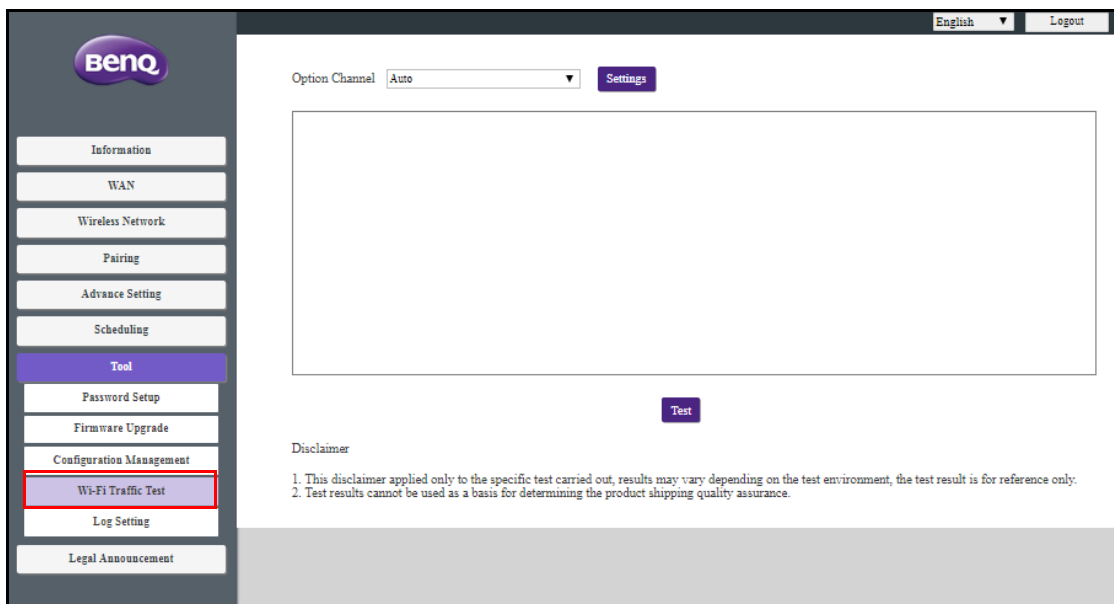 English
Logout
BenQ
Option Channel Auto Settings
Information
WAN
Wireless Network
Pairing
Advance Setting
Scheduling
Tool
Password Setup
Firmware Upgrade
Configuration Management
Wi-Fi Traffic Test
Log Setting
Legal Announcement
Test
Disclaimer
1. This disclaimer applied only to the specific test carried out, results may vary depending on the test environment, the test result is for reference only.
2. Test results cannot be used as a basis for determining the product shipping quality assurance.